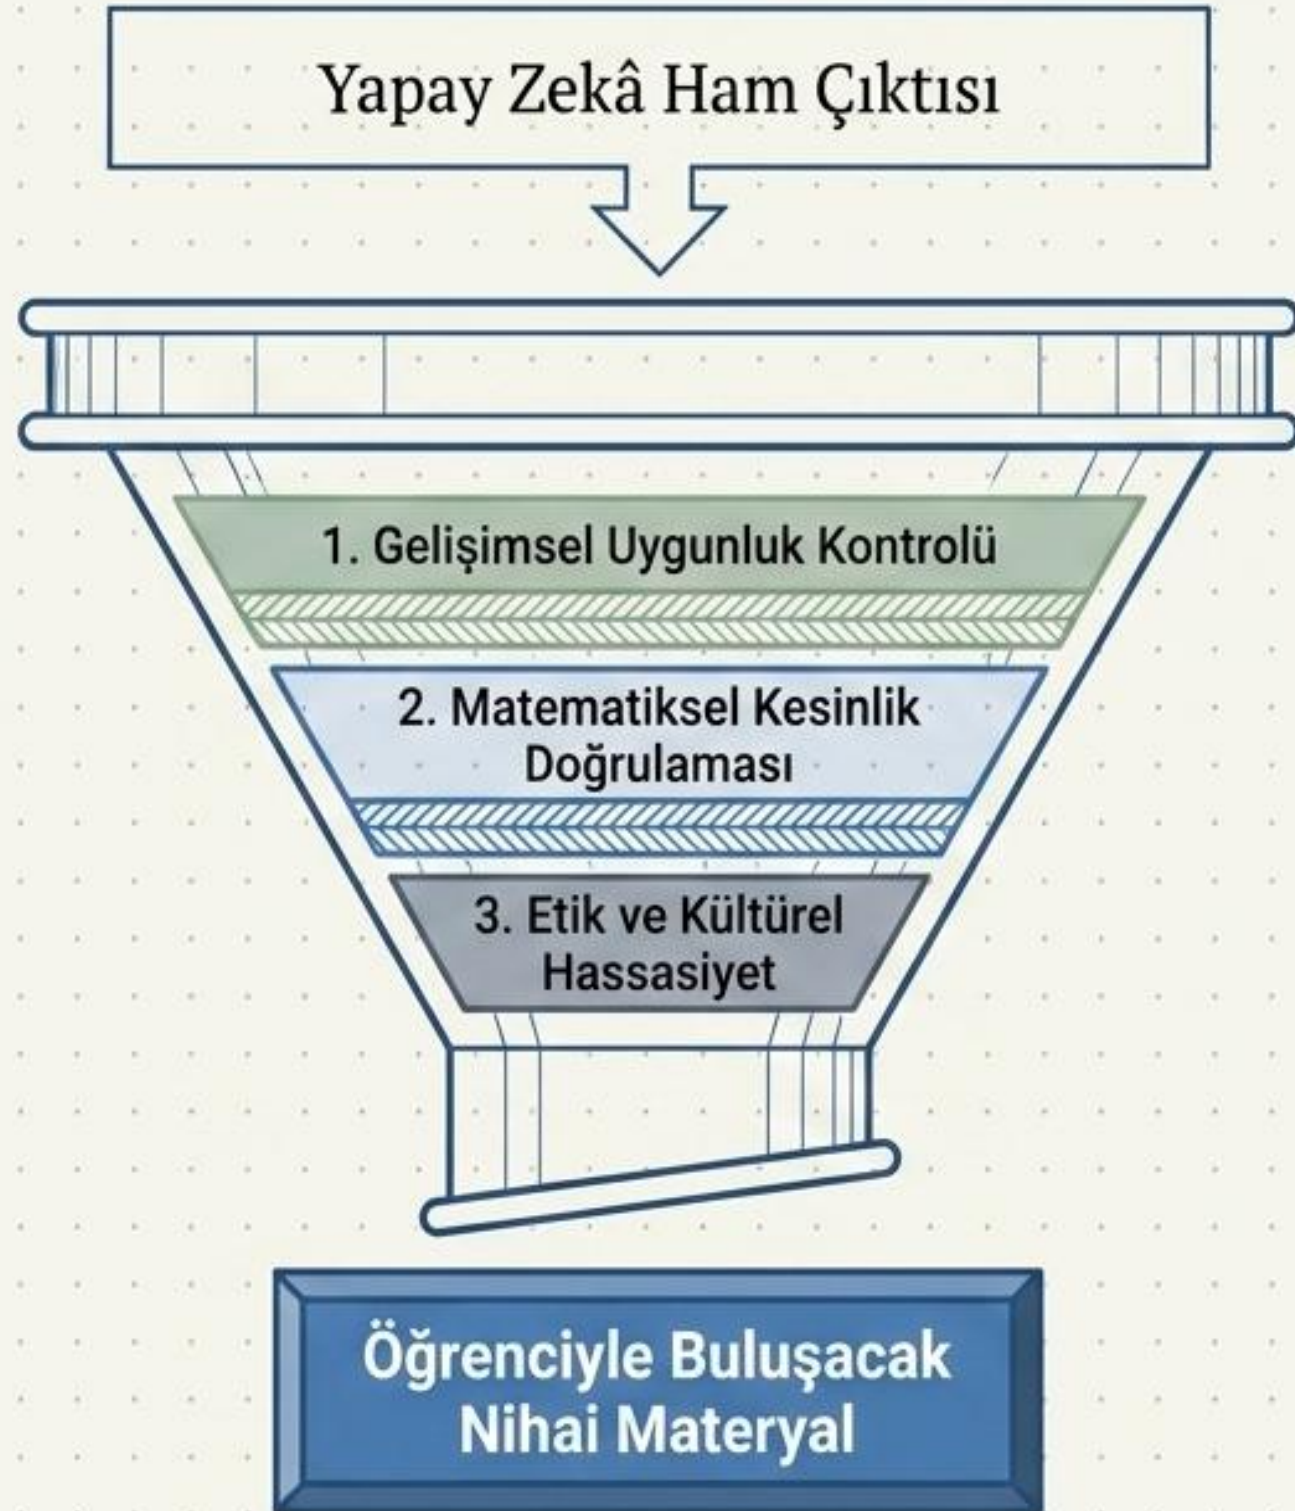 Yapay Zekâ Ham Çıktısı
1. Gelişimsel Uygunluk Kontrolü
2. Matematiksel Kesinlik
Doğrulaması
3. Etik ve Kültürel
Hassasiyet
Öğrenciyle Buluşacak
Nihai Materyal